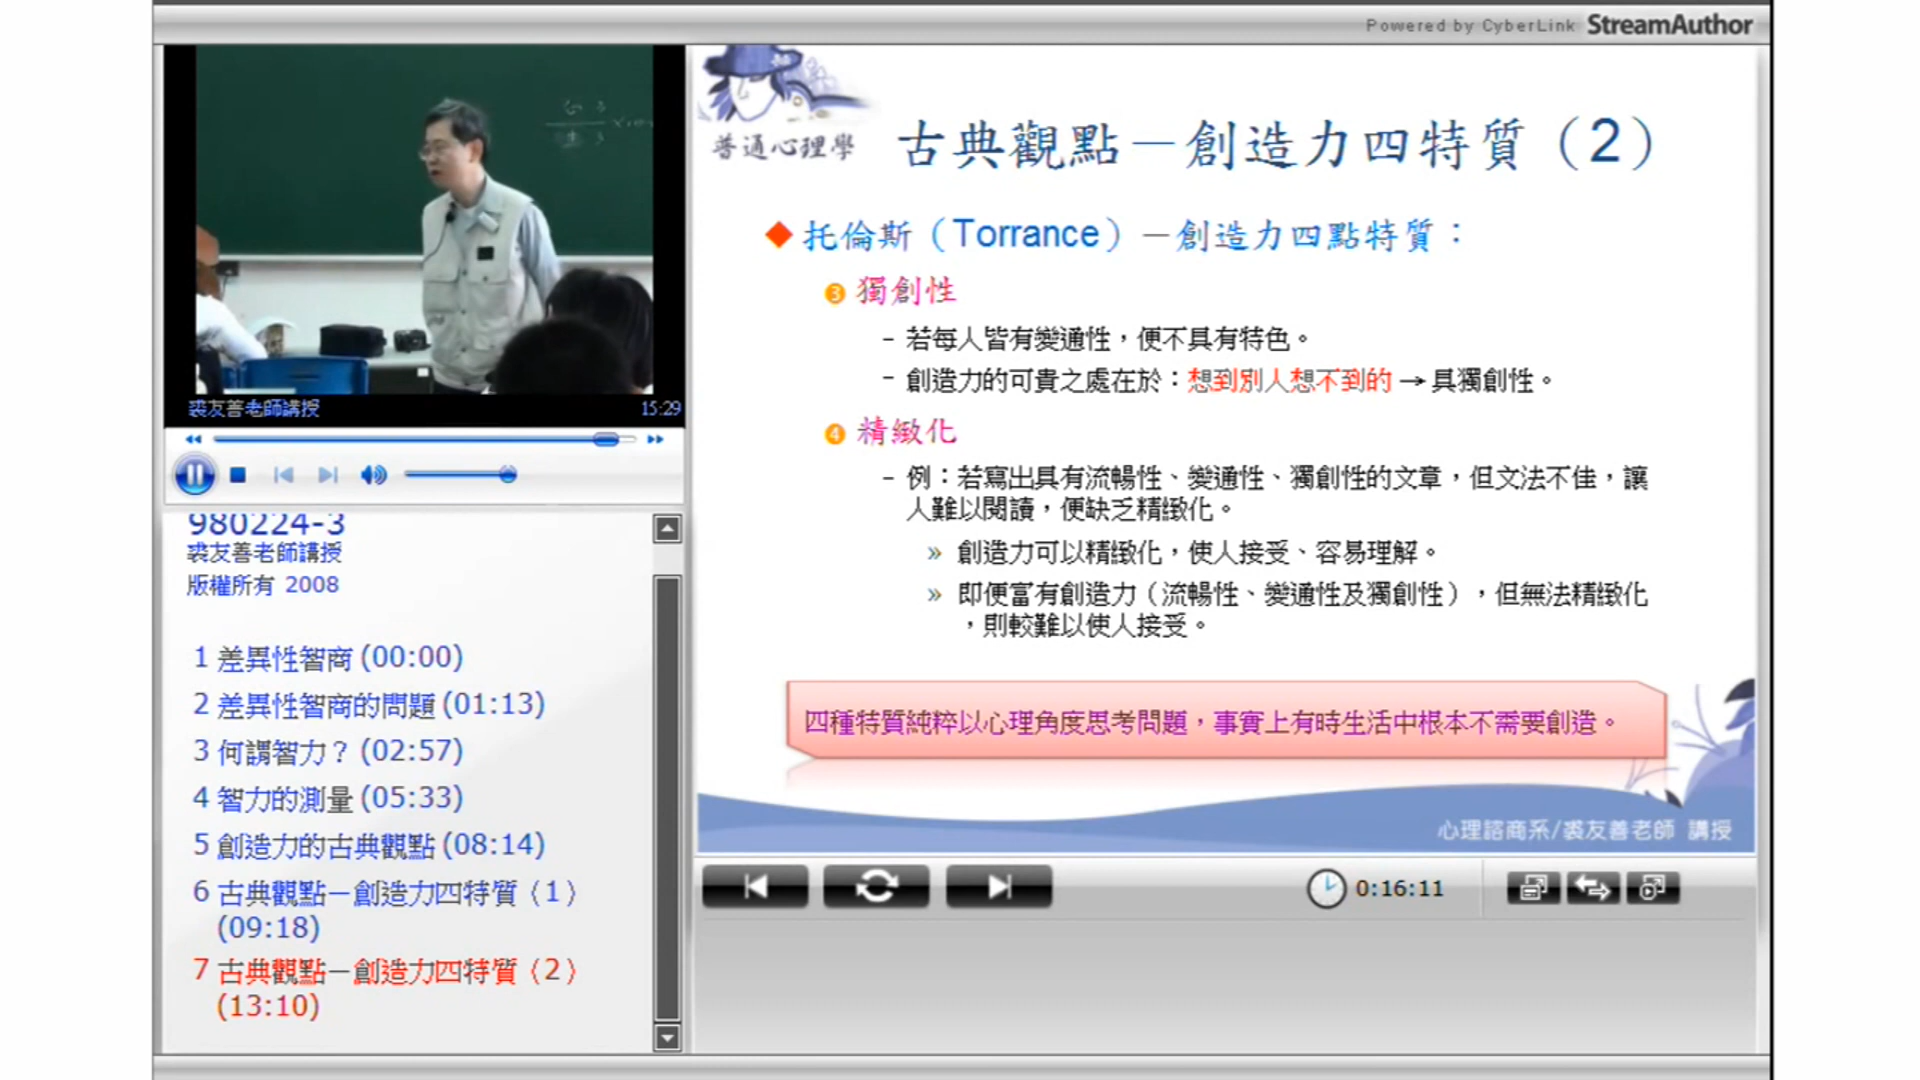 Powered by CyberLink StreamAuthor
裘友善老師講授 15:29
980224-3
裘友善老師講授
版權所有 2008
1 差異性智商 (00:00)
2 差異性智商的問題 (01:13)
3 何謂智力？ (02:57)
4 智力的測量 (05:33)
5 創造力的古典觀點 (08:14)
6 古典觀點－創造力四特質（1）
(09:18)
7 古典觀點－創造力四特質（2）
(13:10)
普通心理學
古典觀點－創造力四特質（2）
托倫斯（Torrance）－創造力四點特質：
3 獨創性
- 若每人皆有變通性，便不具有特色。
- 創造力的可貴之處在於：想到別人想不到的 → 具獨創性。
4 精緻化
- 例：若寫出具有流暢性、變通性、獨創性的文章，但文法不佳，讓
人難以閱讀，便缺乏精緻化。
» 創造力可以精緻化，使人接受、容易理解。
» 即便富有創造力（流暢性、變通性及獨創性），但無法精緻化
，則較難以使人接受。
四種特質純粹以心理角度思考問題，事實上有時生活中根本不需要創造。
心理諮商系/裘友善老師 講授
0:16:11